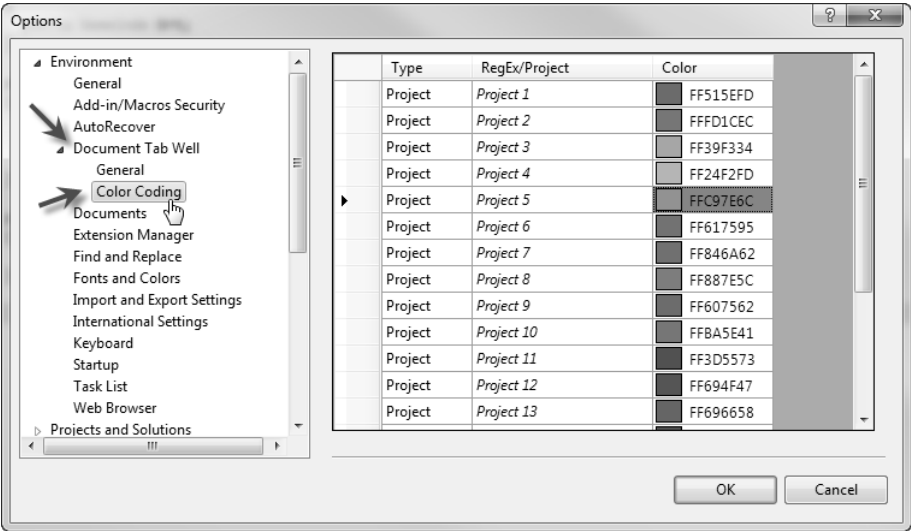 Options
Environment
General
Add-in/Macros Security
AutoRecover
Document Tab Well
General
Color Coding
Documents
Extension Manager
Find and Replace
Fonts and Colors
Import and Export Settings
International Settings
Keyboard
Startup
Task List
Web Browser
Projects and Solutions
Type RegEx/Project Color
Project Project 1 FF515EFD
Project Project 2 FFFD1CEC
Project Project 3 FF39F334
Project Project 4 FF24F2FD
Project Project 5 FFC97E6C
Project Project 6 FF617595
Project Project 7 FF846A62
Project Project 8 FF887E5C
Project Project 9 FF607562
Project Project 10 FFBA5E41
Project Project 11 FF3D5573
Project Project 12 FF694F47
Project Project 13 FF696658
OK Cancel